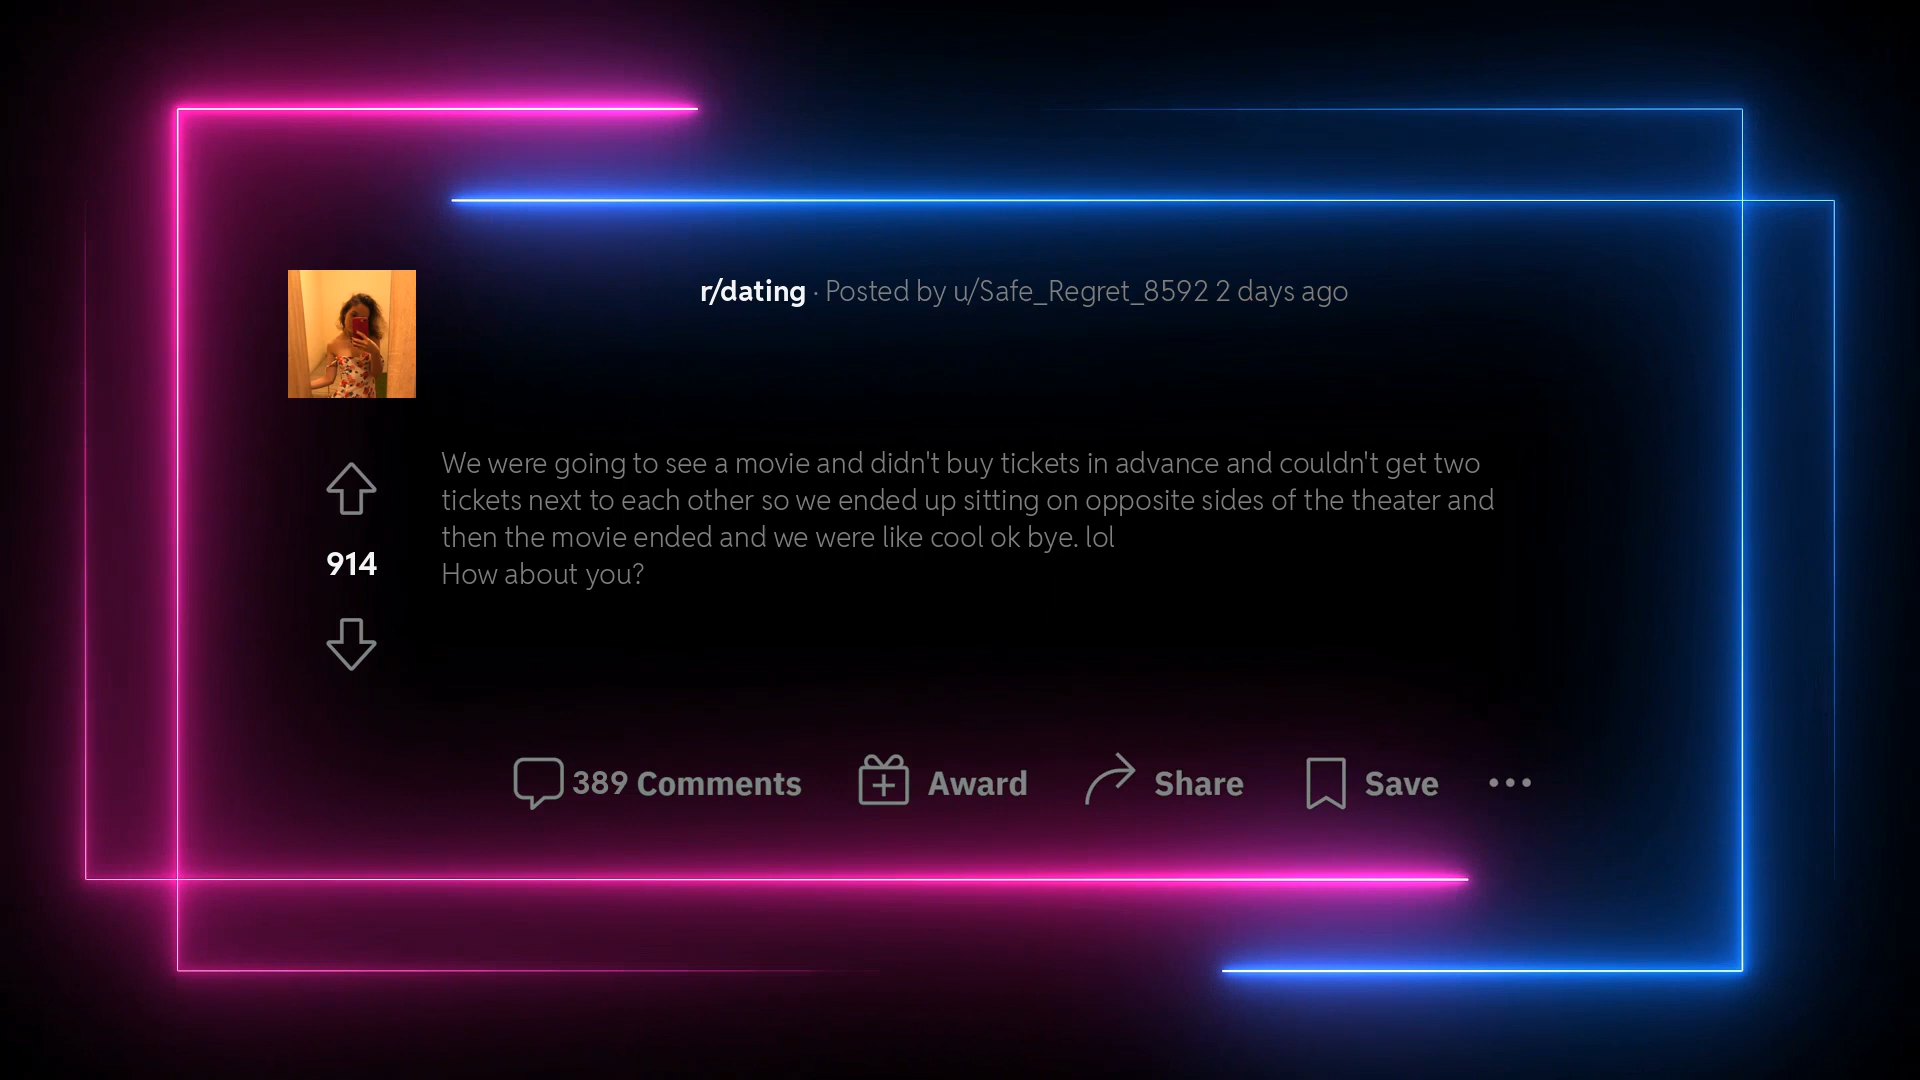 r/dating · Posted by u/Safe_Regret_8592 2 days ago
We were going to see a movie and didn't buy tickets in advance and couldn't get two
tickets next to each other so we ended up sitting on opposite sides of the theater and
then the movie ended and we were like cool ok bye. lol
How about you?
914
389 Comments Award Share Save